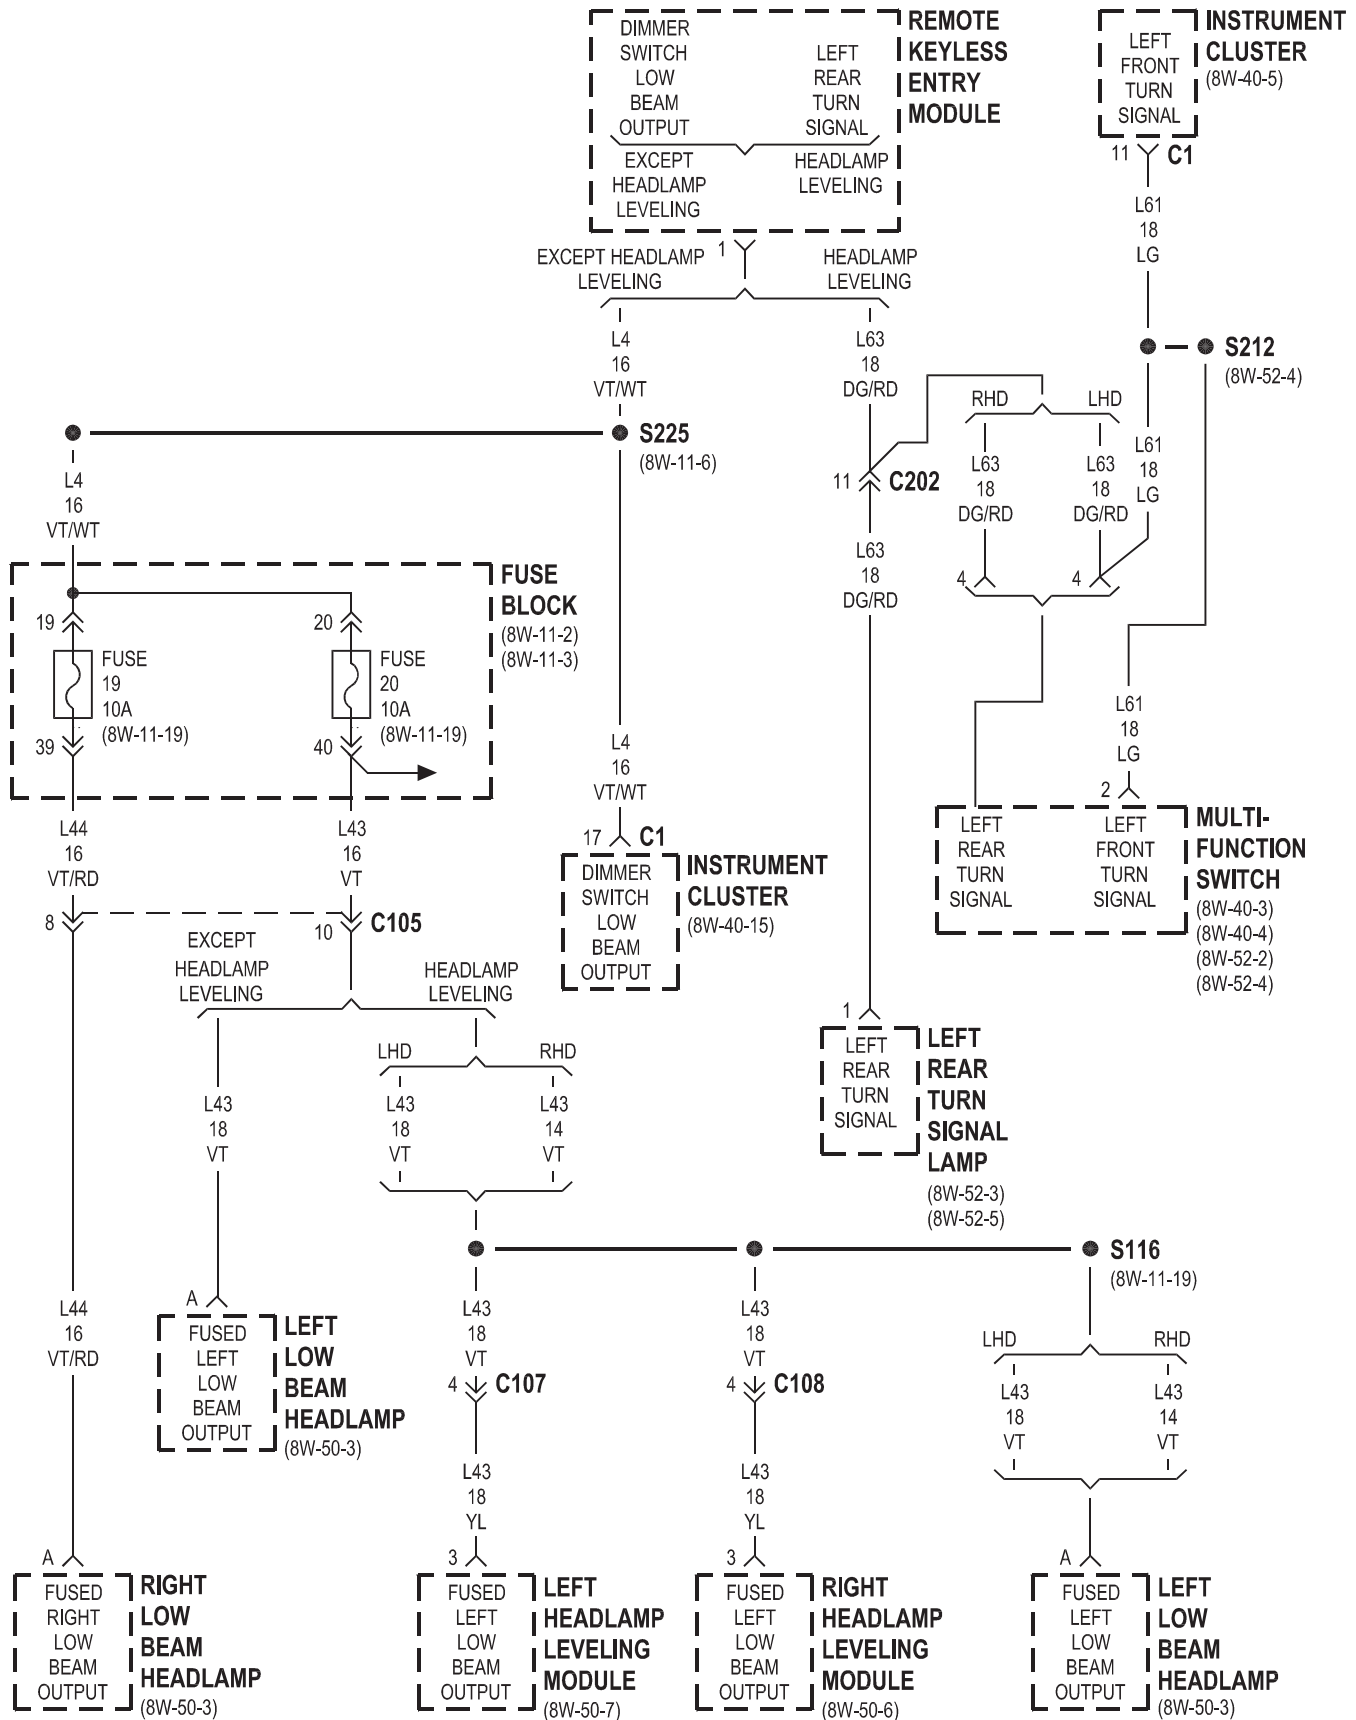 DIMMER
SWITCH
LOW
BEAM
OUTPUT
LEFT
REAR
TURN
SIGNAL
EXCEPT
HEADLAMP
LEVELING
HEADLAMP
LEVELING
REMOTE
KEYLESS
ENTRY
MODULE
LEFT
FRONT
TURN
SIGNAL
INSTRUMENT
CLUSTER
(8W-40-5)
11
C1
L61
18
LG
1
EXCEPT HEADLAMP
LEVELING
HEADLAMP
LEVELING
L4
16
VT/WT
L63
18
DG/RD
S212
(8W-52-4)
RHD
LHD
L63
18
DG/RD
L63
18
DG/RD
L61
18
LG
S225
(8W-11-6)
11
C202
L4
16
VT/WT
L63
18
DG/RD
4
4
FUSE
BLOCK
(8W-11-2)
(8W-11-3)
19
20
FUSE
19
10A
(8W-11-19)
FUSE
20
10A
(8W-11-19)
39
40
L4
16
VT/WT
L61
18
LG
2
17
C1
DIMMER
SWITCH
LOW
BEAM
OUTPUT
INSTRUMENT
CLUSTER
(8W-40-15)
LEFT
REAR
TURN
SIGNAL
LEFT
FRONT
TURN
SIGNAL
MULTI-
FUNCTION
SWITCH
(8W-40-3)
(8W-40-4)
(8W-52-2)
(8W-52-4)
L44
16
VT/RD
L43
16
VT
8
10
C105
EXCEPT
HEADLAMP
LEVELING
HEADLAMP
LEVELING
LHD
RHD
L43
18
VT
L43
18
VT
L43
14
VT
1
LEFT
REAR
TURN
SIGNAL
LEFT
REAR
TURN
SIGNAL
LAMP
(8W-52-3)
(8W-52-5)
S116
(8W-11-19)
L44
16
VT/RD
A
FUSED
LEFT
LOW
BEAM
OUTPUT
LEFT
LOW
BEAM
HEADLAMP
(8W-50-3)
L43
18
VT
4
C107
L43
18
YL
L43
18
VT
4
C108
L43
18
YL
LHD
RHD
L43
18
VT
L43
14
VT
A
FUSED
RIGHT
LOW
BEAM
OUTPUT
RIGHT
LOW
BEAM
HEADLAMP
(8W-50-3)
3
FUSED
LEFT
LOW
BEAM
OUTPUT
LEFT
HEADLAMP
LEVELING
MODULE
(8W-50-7)
3
FUSED
LEFT
LOW
BEAM
OUTPUT
RIGHT
HEADLAMP
LEVELING
MODULE
(8W-50-6)
A
FUSED
LEFT
LOW
BEAM
OUTPUT
LEFT
LOW
BEAM
HEADLAMP
(8W-50-3)